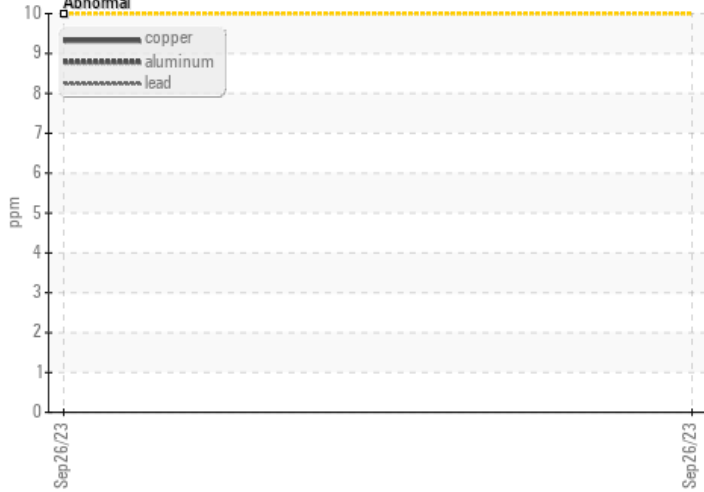 Abnormal
10
copper
aluminum
lead
9
8
7
6
5
4
3
2
1
0
ppm
Sep26/23
Sep26/23